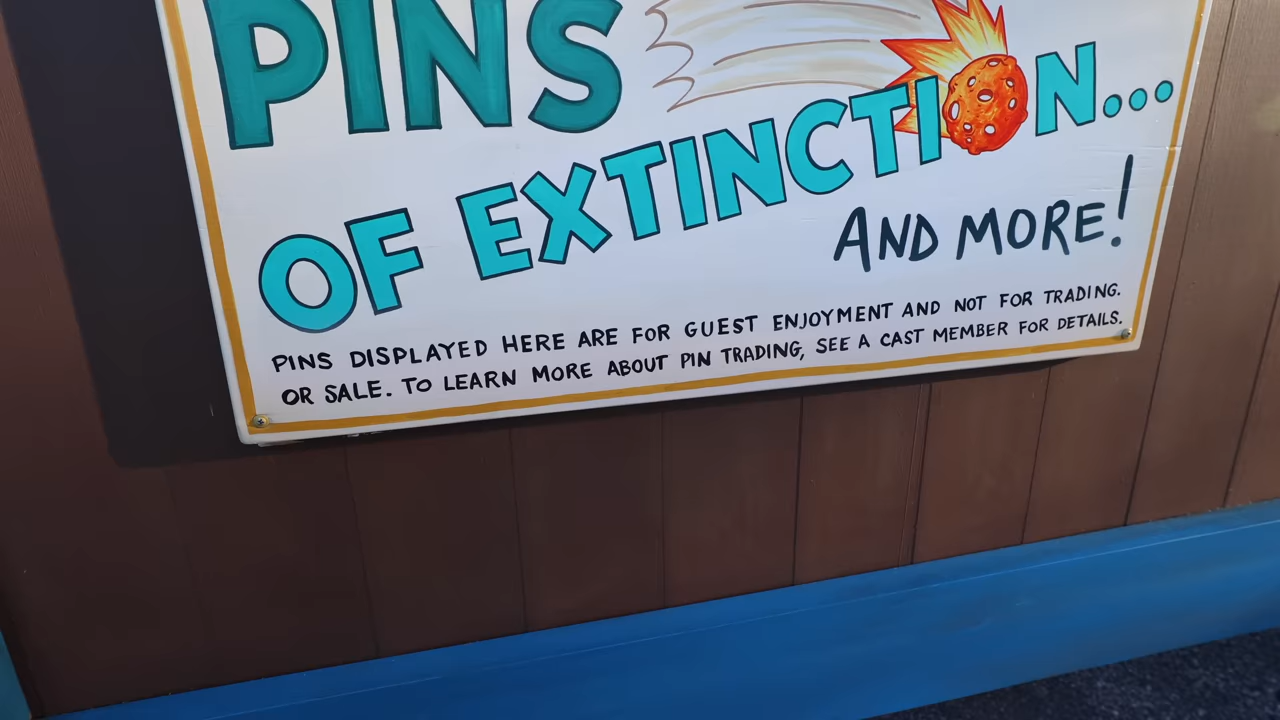 PINS
OF EXTINCTION...
AND MORE!
PINS DISPLAYED HERE ARE FOR GUEST ENJOYMENT AND NOT FOR TRADING.
OR SALE. TO LEARN MORE ABOUT PIN TRADING, SEE A CAST MEMBER FOR DETAILS.